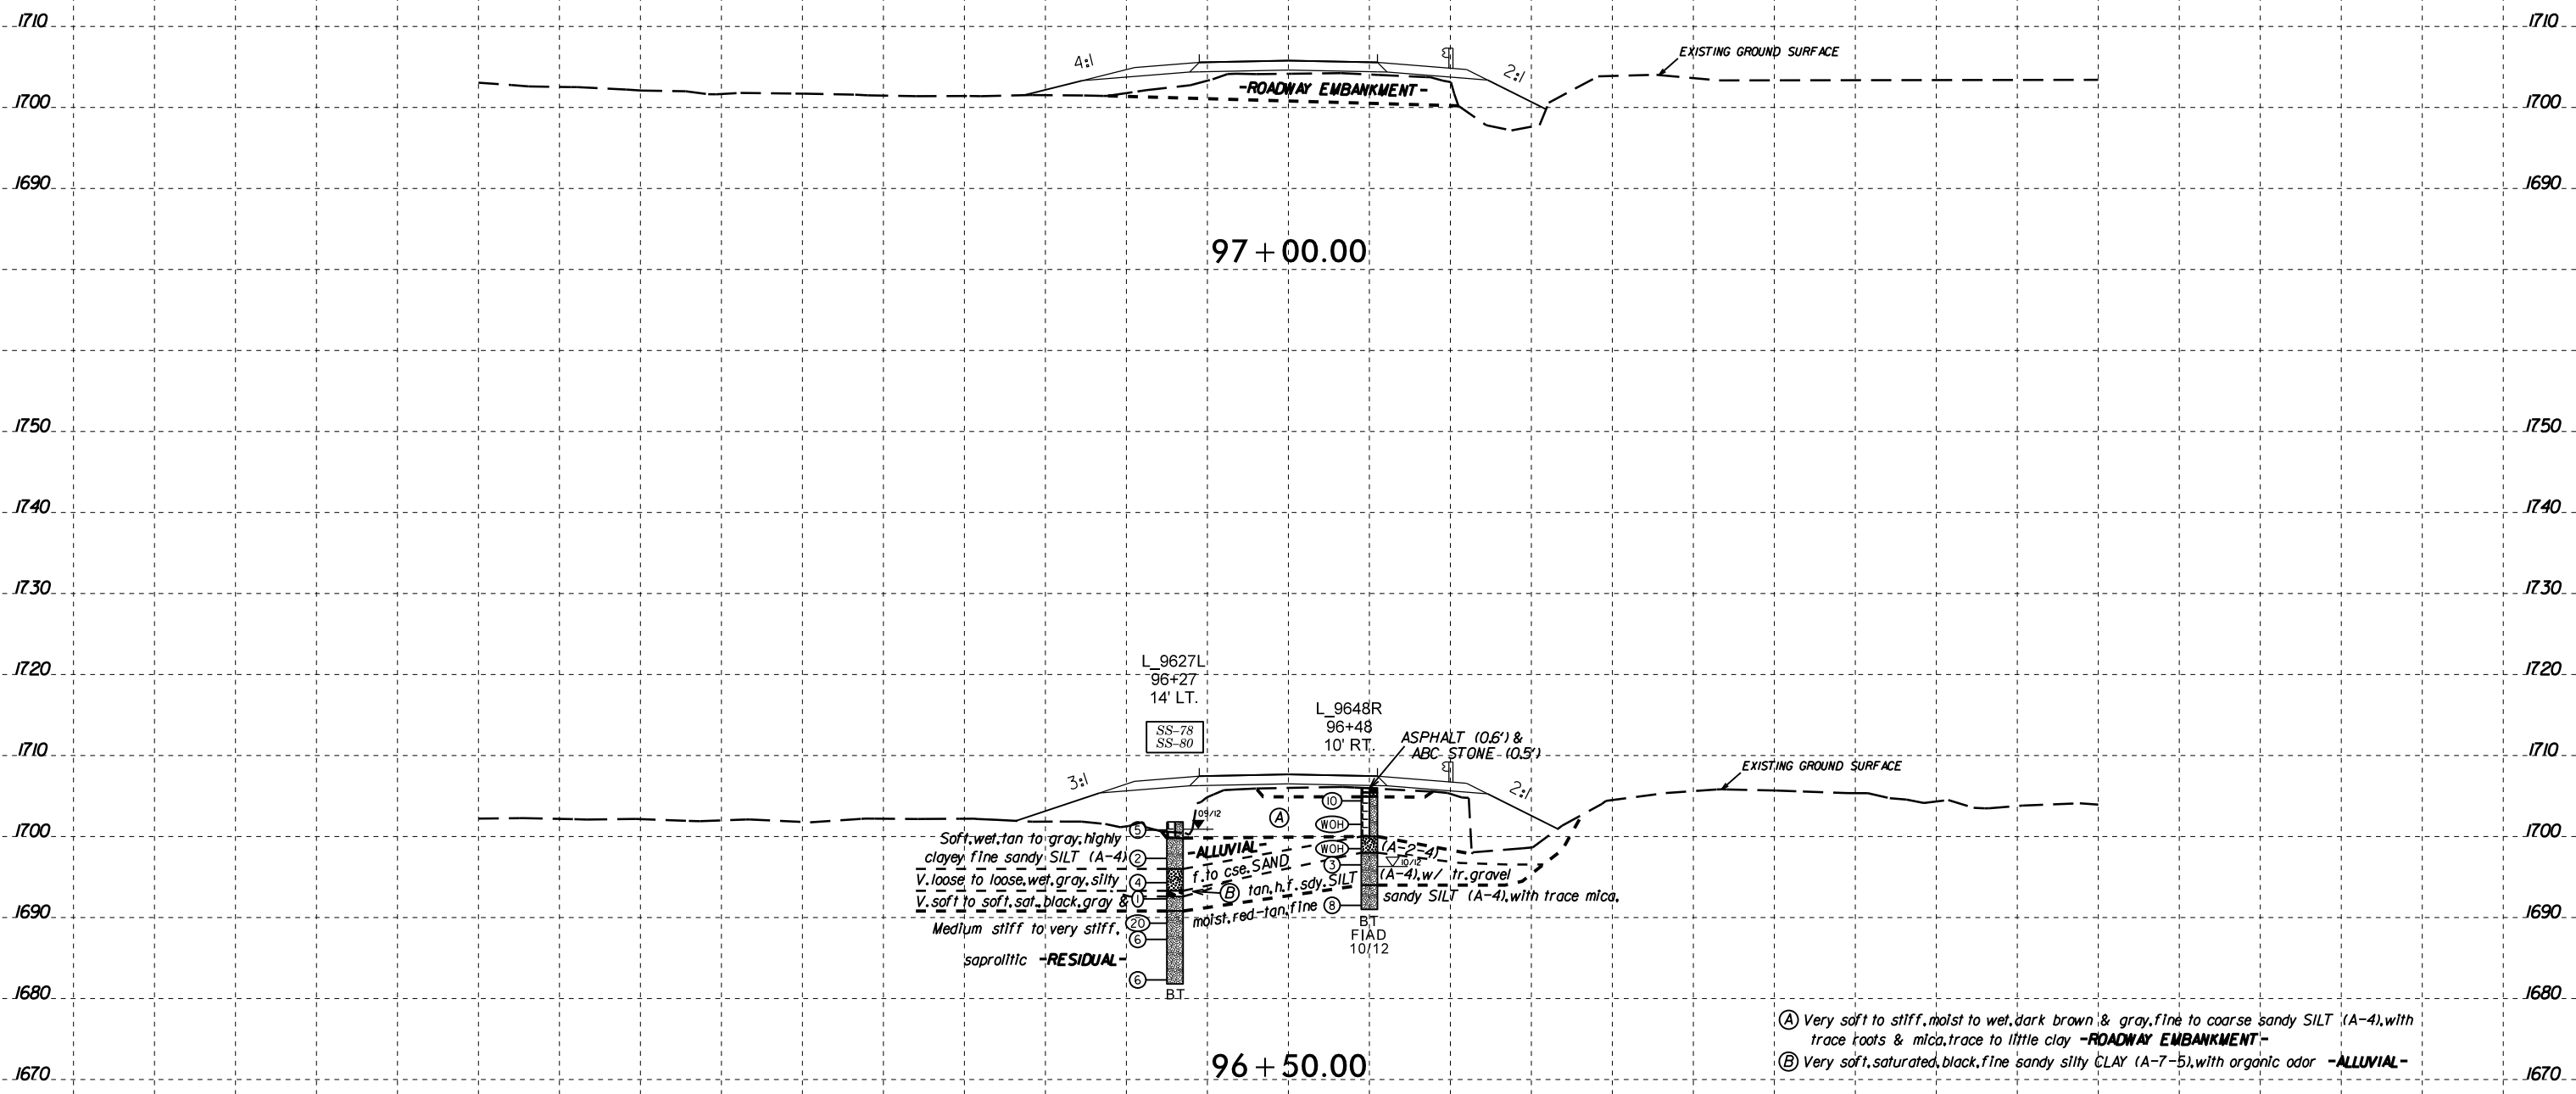 1710 1710
EXISTING GROUND SURFACE
4:1 2:1
1700 -ROADWAY EMBANKMENT- 1700
1690 1690
97+00.00
1750 1750
1740 1740
1730 1730
1720 1720
L_9627L
96+27
14' LT.
SS-78
SS-80
L_9648R
96+48
10' RT.
ASPHALT (0.6') &
ABC STONE (0.5')
1710 1710
EXISTING GROUND SURFACE
3:1 2:1
10
09/12
A
WOH
1700 1700
5
Soft, wet, tan to gray, highly
-ALLUVIAL-
WOH (A-2-4)
clayey fine sandy SILT (A-4) 2
f. to cse. SAND
3
10/12
V. loose to loose, wet, gray, silty 4
B tan, h. f. sdy. SILT (A-4), w/ tr. gravel
V. soft to soft, sat., black, gray & 1
sandy SILT (A-4), with trace mica,
1690 1690
moist, red-tan, fine 8
20
Medium stiff to very stiff,
6
BT
FIAD
10/12
saprolitic -RESIDUAL-
6
1680 1680
BT
A Very soft to stiff, moist to wet, dark brown & gray, fine to coarse sandy SILT (A-4), with
trace roots & mica, trace to little clay -ROADWAY EMBANKMENT-
B Very soft, saturated, black, fine sandy silty CLAY (A-7-5), with organic odor -ALLUVIAL-
96+50.00
1670 1670